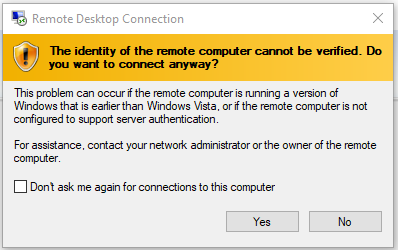 Remote Desktop Connection
The identity of the remote computer cannot be verified. Do
you want to connect anyway?
This problem can occur if the remote computer is running a version of
Windows that is earlier than Windows Vista, or if the remote computer is not
configured to support server authentication.
For assistance, contact your network administrator or the owner of the remote
computer.
Don't ask me again for connections to this computer
Yes No